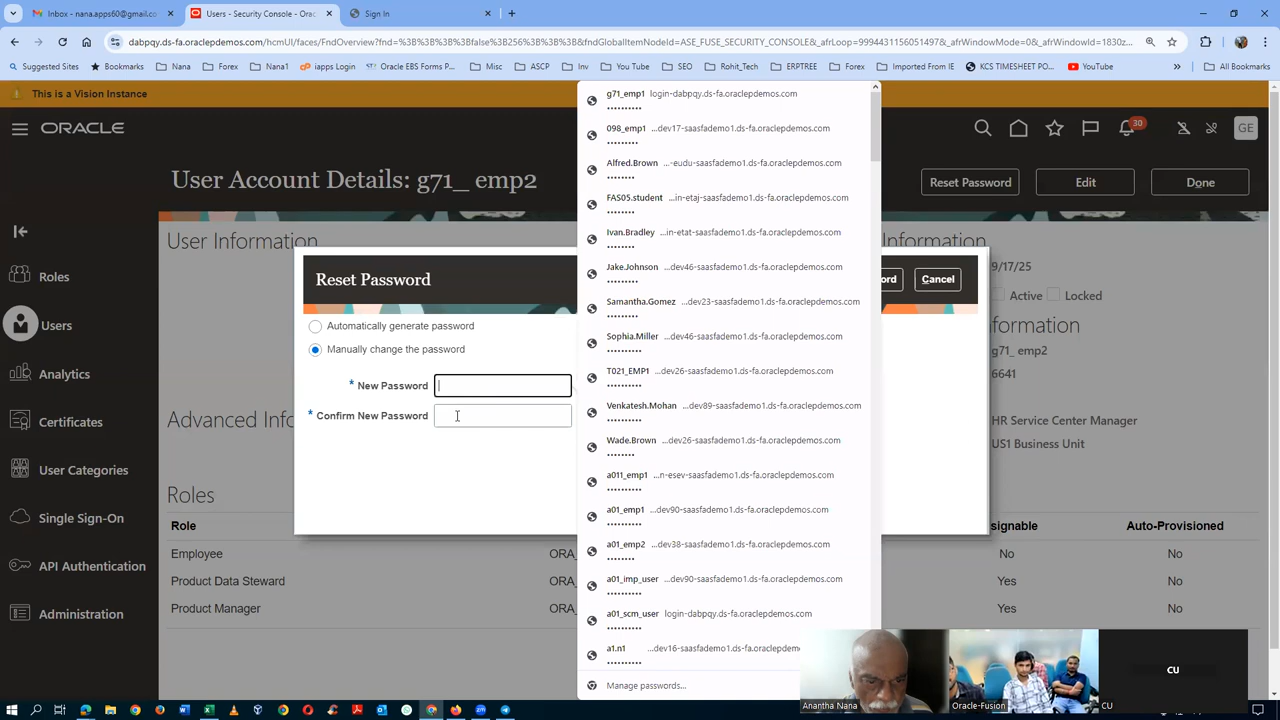 Inbox (560) - nana.apps60@gmail.co
Users - Security Console - Oracl
Sign In
dabpqy.ds-fa.oraclepdemos.com/hcmUI/faces/FndOverview?fnd=%3B%3B%3B%3Bfalse%3B256%3B%3B%3B&fndGlobalItemNodeId=ASE_FUSE_SECURITY_CONSOLE&_afrLoop=9994431156051497&_afrWindowMode=0&_afrWindowId=1830z...
Suggested Sites
Bookmarks
Nana
Forex
Nana1
iapps Login
Oracle EBS Forms P...
Misc
ASCP
Inv
You Tube
SEO
Rohit_Tech
ERPTREE
Forex
Imported From IE
KCS TIMESHEET PO...
YouTube
All Bookmarks
This is a Vision Instance
ORACLE
30
GE
User Account Details: g71_ emp2
Reset Password
Edit
Done
Roles
Users
Analytics
Certificates
User Categories
Single Sign-On
API Authentication
Administration
User Information
9/17/25
Active
Locked
g71_ emp2
6641
HR Service Center Manager
US1 Business Unit
Advanced Info
Reset Password
Cancel
Automatically generate password
Manually change the password
* New Password
* Confirm New Password
g71_emp1 login-dabpqy.ds-fa.oraclepdemos.com
••••••••••
098_emp1 ...dev17-saasfademo1.ds-fa.oraclepdemos.com
•••••••••
Alfred.Brown ...-eudu-saasfademo1.ds-fa.oraclepdemos.com
••••••••
FAS05.student ...in-etaj-saasfademo1.ds-fa.oraclepdemos.com
••••••••
Ivan.Bradley ...in-etat-saasfademo1.ds-fa.oraclepdemos.com
••••••••
Jake.Johnson ...dev46-saasfademo1.ds-fa.oraclepdemos.com
••••••••
Samantha.Gomez ...dev23-saasfademo1.ds-fa.oraclepdemos.com
•••••••••
Sophia.Miller ...dev46-saasfademo1.ds-fa.oraclepdemos.com
••••••••••
T021_EMP1 ...dev26-saasfademo1.ds-fa.oraclepdemos.com
••••••••••
Venkatesh.Mohan ...dev89-saasfademo1.ds-fa.oraclepdemos.com
••••••••••
Wade.Brown ...dev26-saasfademo1.ds-fa.oraclepdemos.com
••••••••
a011_emp1 ...n-esev-saasfademo1.ds-fa.oraclepdemos.com
••••••••••
a01_emp1 ...dev90-saasfademo1.ds-fa.oraclepdemos.com
••••••••••
a01_emp2 ...dev38-saasfademo1.ds-fa.oraclepdemos.com
••••••••
a01_imp_user ...dev90-saasfademo1.ds-fa.oraclepdemos.com
••••••••••
a01_scm_user login-dabpqy.ds-fa.oraclepdemos.com
••••••••••
a1.n1 ...dev16-saasfademo1.ds-fa.oraclepdem
••••••••••
Manage passwords...
Roles
Role
Auto-Provisioned
Employee
ORA_
No
No
Product Data Steward
ORA_
Yes
No
Product Manager
ORA_
Yes
No
Anantha Nana
Oracle-Fusion
CU
CU